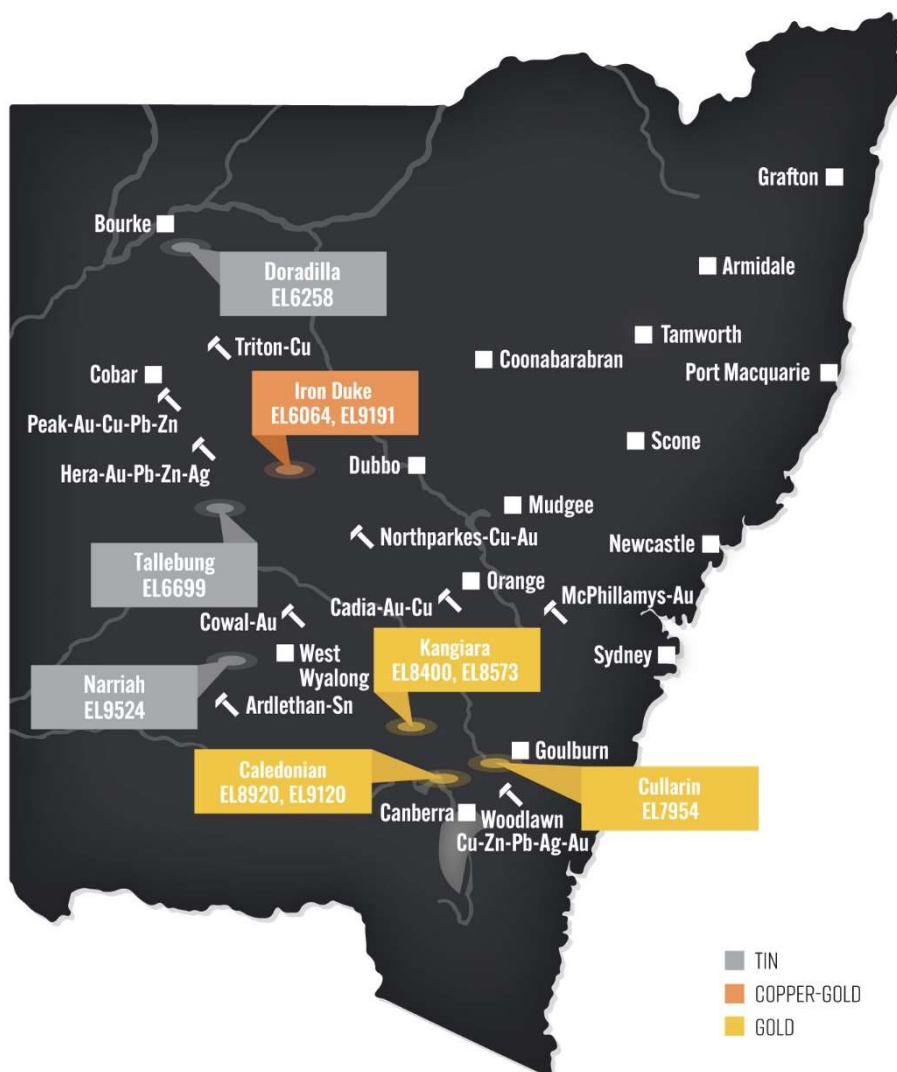 Grafton
Bourke
Doradilla
EL6258
Armidale
Tamworth
Triton-Cu
Coonabarabran
Cobar
Port Macquarie
Iron Duke
EL6064, EL9191
Peak-Au-Cu-Pb-Zn
Scone
Hera-Au-Pb-Zn-Ag
Dubbo
Mudgee
Northparkes-Cu-Au
Newcastle
Tallebung
EL6699
Orange
McPhillamys-Au
Cadia-Au-Cu
Cowal-Au
Kangiara
EL8400, EL8573
West
Wyalong
Sydney
Narriah
EL9524
Ardlethan-Sn
Goulburn
Caledonian
EL8920, EL9120
Cullarin
EL7954
Canberra
Woodlawn
Cu-Zn-Pb-Ag-Au
TIN
COPPER-GOLD
GOLD